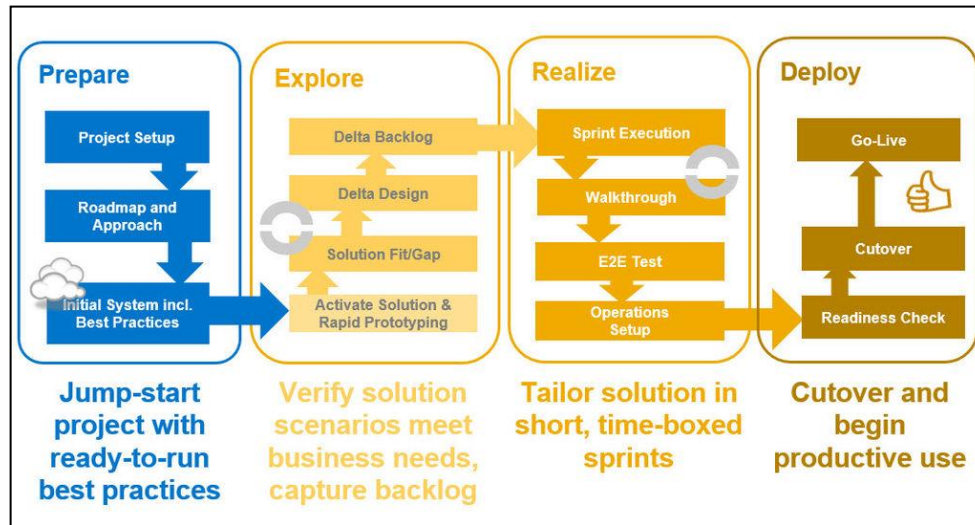 Prepare
Project Setup
Roadmap and
Approach
Initial System incl.
Best Practices
Jump-start
project with
ready-to-run
best practices
Explore
Delta Backlog
Delta Design
Solution Fit/Gap
Activate Solution &
Rapid Prototyping
Verify solution
scenarios meet
business needs,
capture backlog
Realize
Sprint Execution
Walkthrough
E2E Test
Operations
Setup
Tailor solution in
short, time-boxed
sprints
Deploy
Go-Live
Cutover
Readiness Check
Cutover and
begin
productive use